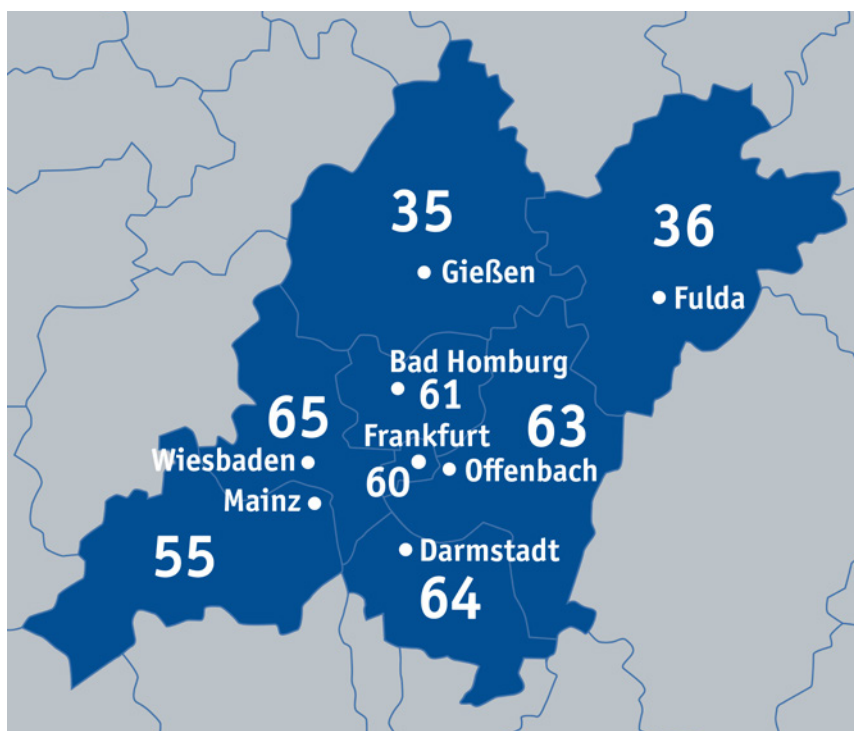 35
36
Gießen
Fulda
Bad Homburg
61
65
63
Frankfurt
Wiesbaden
60
Offenbach
Mainz
55
Darmstadt
64